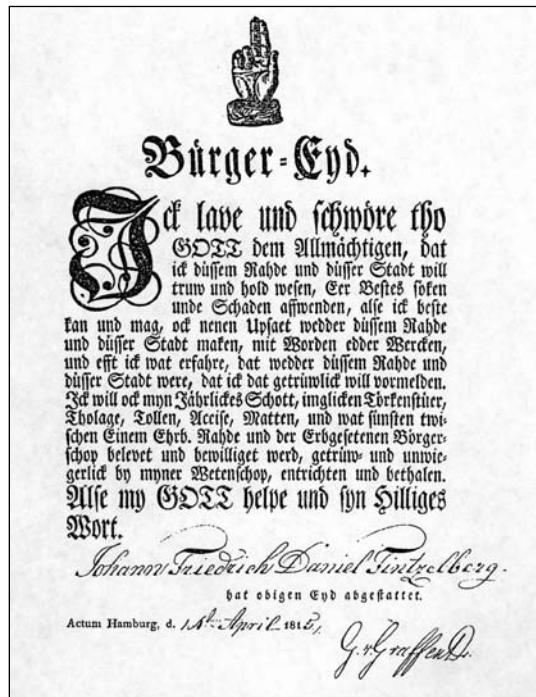 Bürger-Eyd.
Ick lave und schwöre tho
GOTT dem Allmächtigen, dat
ick düssem Rahde und düsser Stadt will
truw und hold wesen, Eer Bestes söken
unde Schaden affwenden, alse ick beste
kan und mag, ock nenen Upsaet wedder düssem Rahde
und düsser Stadt maken, mit Worden edder Wercken,
und efft ick wat erfahre, dat wedder düssem Rahde und
düsser Stadt were, dat ick dat getrüwlick will vormelden.
Ick will ock myn Jährlickes Schott, imglicken Törkenstüer,
Tholage, Tollen, Accise, Matten, und wat sünsten twi-
schen Einem Ehrb. Rahde und der Erbgesetenen Börger-
schop belevet und bewilliget werd, getrüw- und unwie-
gerlick by myner Wetenschop, entrichten und bethalen.
Alse my GOTT helpe und syn Hilliges
Wort.
Johann Friedrich Daniel Fintzelberg.
hat obigen Eyd abgestattet.
Actum Hamburg, d. April 181